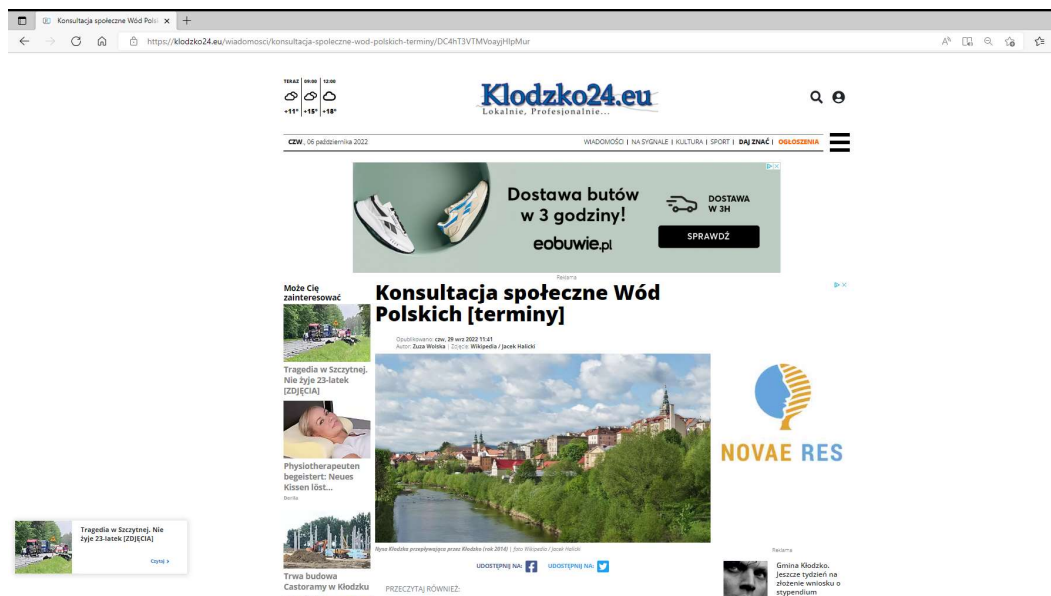 Konsultacja społeczne Wód Pols
https://klodzko24.eu/wiadomosci/konsultacja-spoleczne-wod-polskich-terminy/DC4hT3VTMVoayjHlpMur
TERAZ 09:00 12:00
+11° +15° +18°
Klodzko24.eu
Lokalnie, Profesjonalnie...
CZW., 06 października 2022
WIADOMOŚCI | NA SYGNALE | KULTURA | SPORT | DAJ ZNAĆ | OGŁOSZENIA
Dostawa butów
w 3 godziny!
eobuwie.pl
DOSTAWA
W 3H
SPRAWDŹ
Reklama
Może Cię
zainteresować
Tragedia w Szczytnej.
Nie żyje 23-latek
[ZDJĘCIA]
Physiotherapeuten
begeistert: Neues
Kissen löst...
Derila
Trwa budowa
Castoramy w Kłodzku
Konsultacja społeczne Wód
Polskich [terminy]
Opublikowano: czw, 29 wrz 2022 11:41
Autor: Zuza Wolska | Zdjęcie: Wikipedia / Jacek Halicki
Nysa Kłodzka przepływająca przez Kłodzko (rok 2014) | foto Wikipedia / Jacek Halicki
UDOSTĘPNIJ NA: UDOSTĘPNIJ NA:
PRZECZYTAJ RÓWNIEŻ:
NOVAE RES
Reklama
Gmina Kłodzko.
Jeszcze tydzień na
złożenie wniosku o
stypendium
Tragedia w Szczytnej. Nie
żyje 23-latek [ZDJĘCIA]
Czytaj >